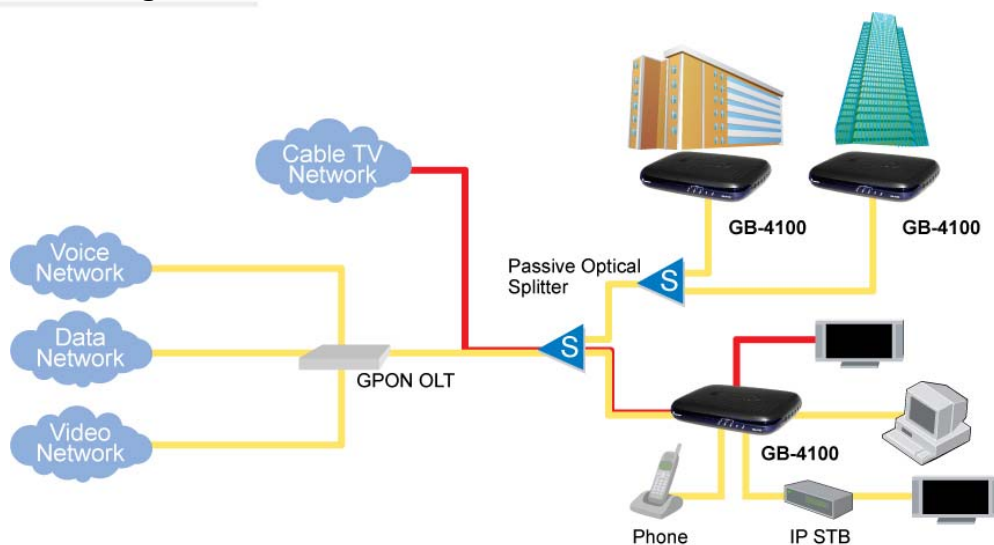 Cable TV
Network
Voice
Network
Data
Network
Video
Network
GPON OLT
Passive Optical
Splitter
S
S
GB-4100
GB-4100
GB-4100
Phone
IP STB